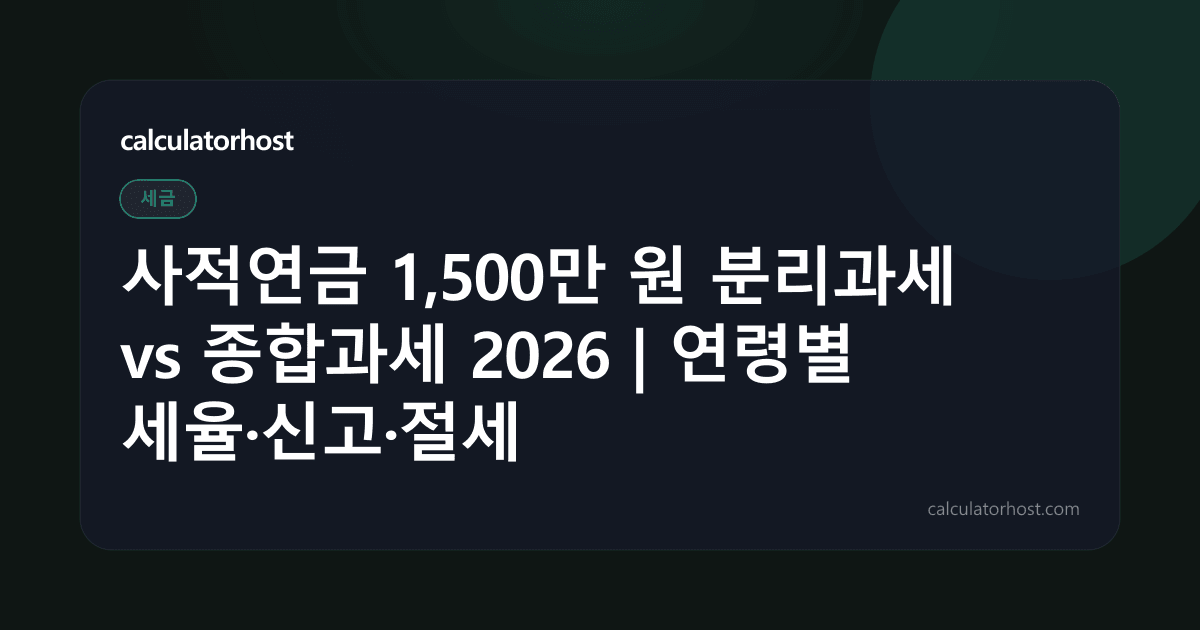 calculatorhost
세금
사적연금 1,500만 원 분리과세
vs 종합과세 2026 | 연령별
세율·신고·절세
calculatorhost.com